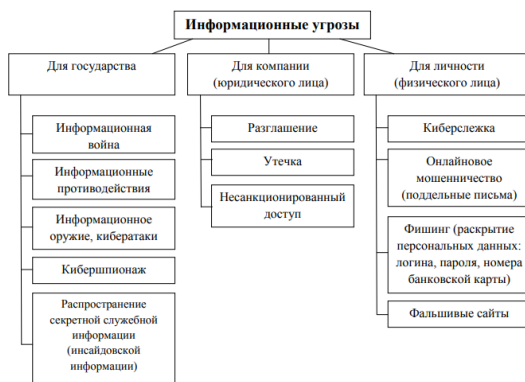 Информационные угрозы
Для государства
Информационная
война
Информационные
противодействия
Информационное
оружие, кибератаки
Кибершпионаж
Распространение
секретной служебной
информации
(инсайдовской
информации)
Для компании
(юридического лица)
Разглашение
Утечка
Несанкционированный
доступ
Для личности
(физического лица)
Киберслежка
Онлайновое
мошенничество
(поддельные письма)
Фишинг (раскрытие
персональных данных:
логина, пароля, номера
банковской карты)
Фальшивые сайты